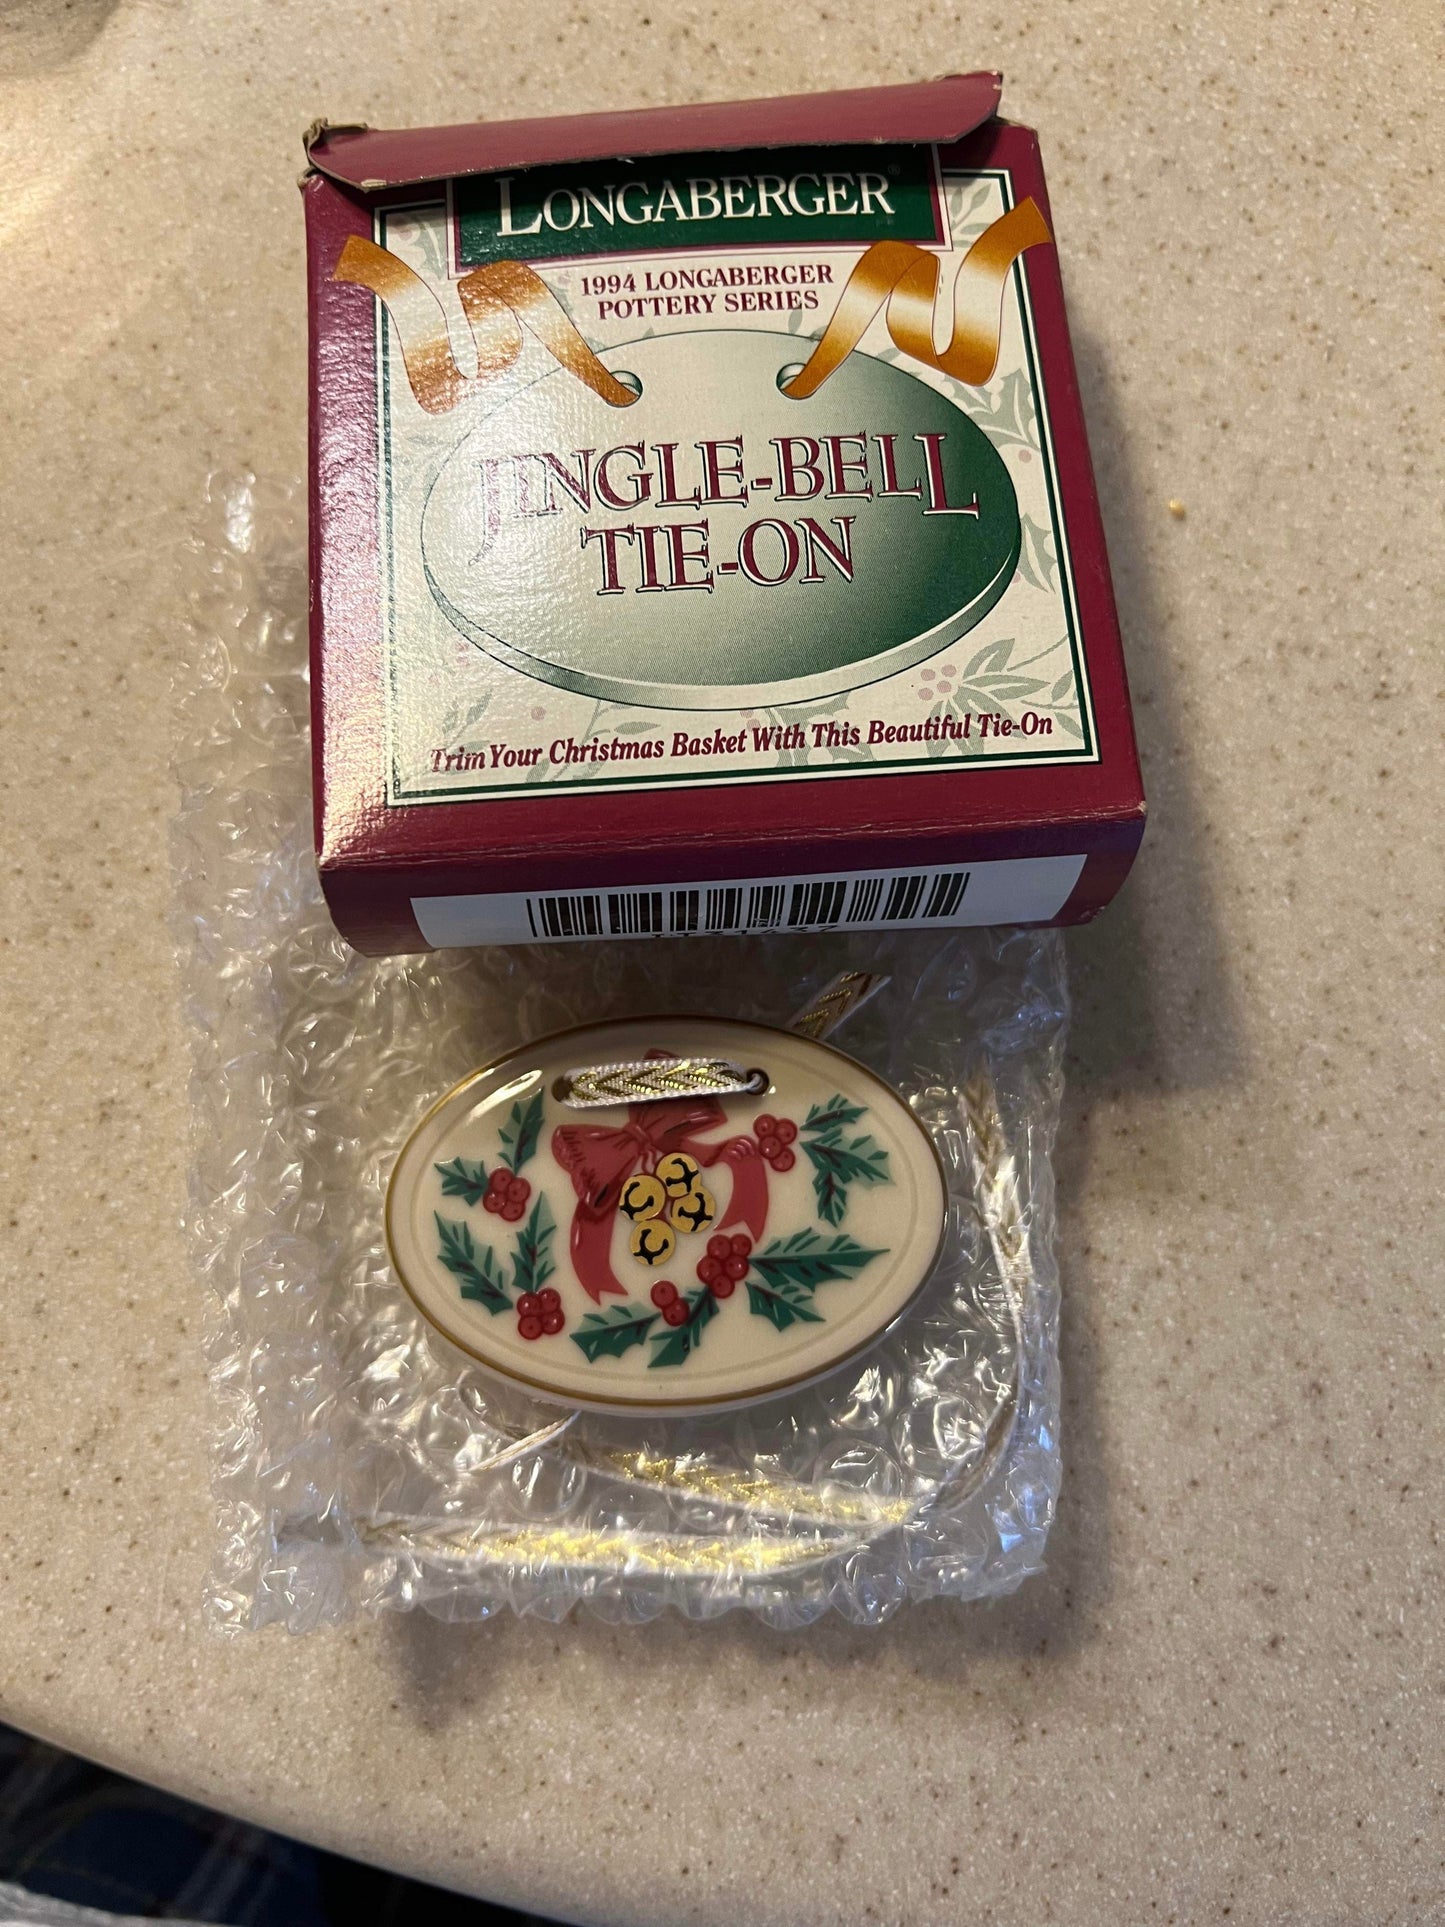 LONGABERGER®
1994 LONGABERGER
POTTERY SERIES
JINGLE-BELL
TIE-ON
Trim Your Christmas Basket With This Beautiful Tie-On